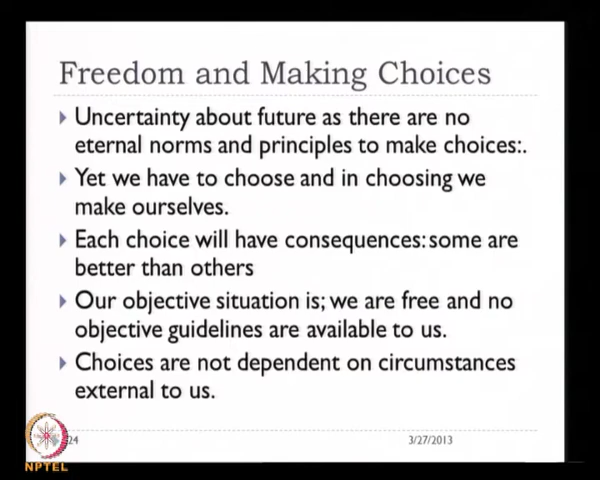 Freedom and Making Choices
Uncertainty about future as there are no
eternal norms and principles to make choices:.
Yet we have to choose and in choosing we
make ourselves.
Each choice will have consequences: some are
better than others
Our objective situation is; we are free and no
objective guidelines are available to us.
Choices are not dependent on circumstances
external to us.
24
3/27/2013
NPTEL